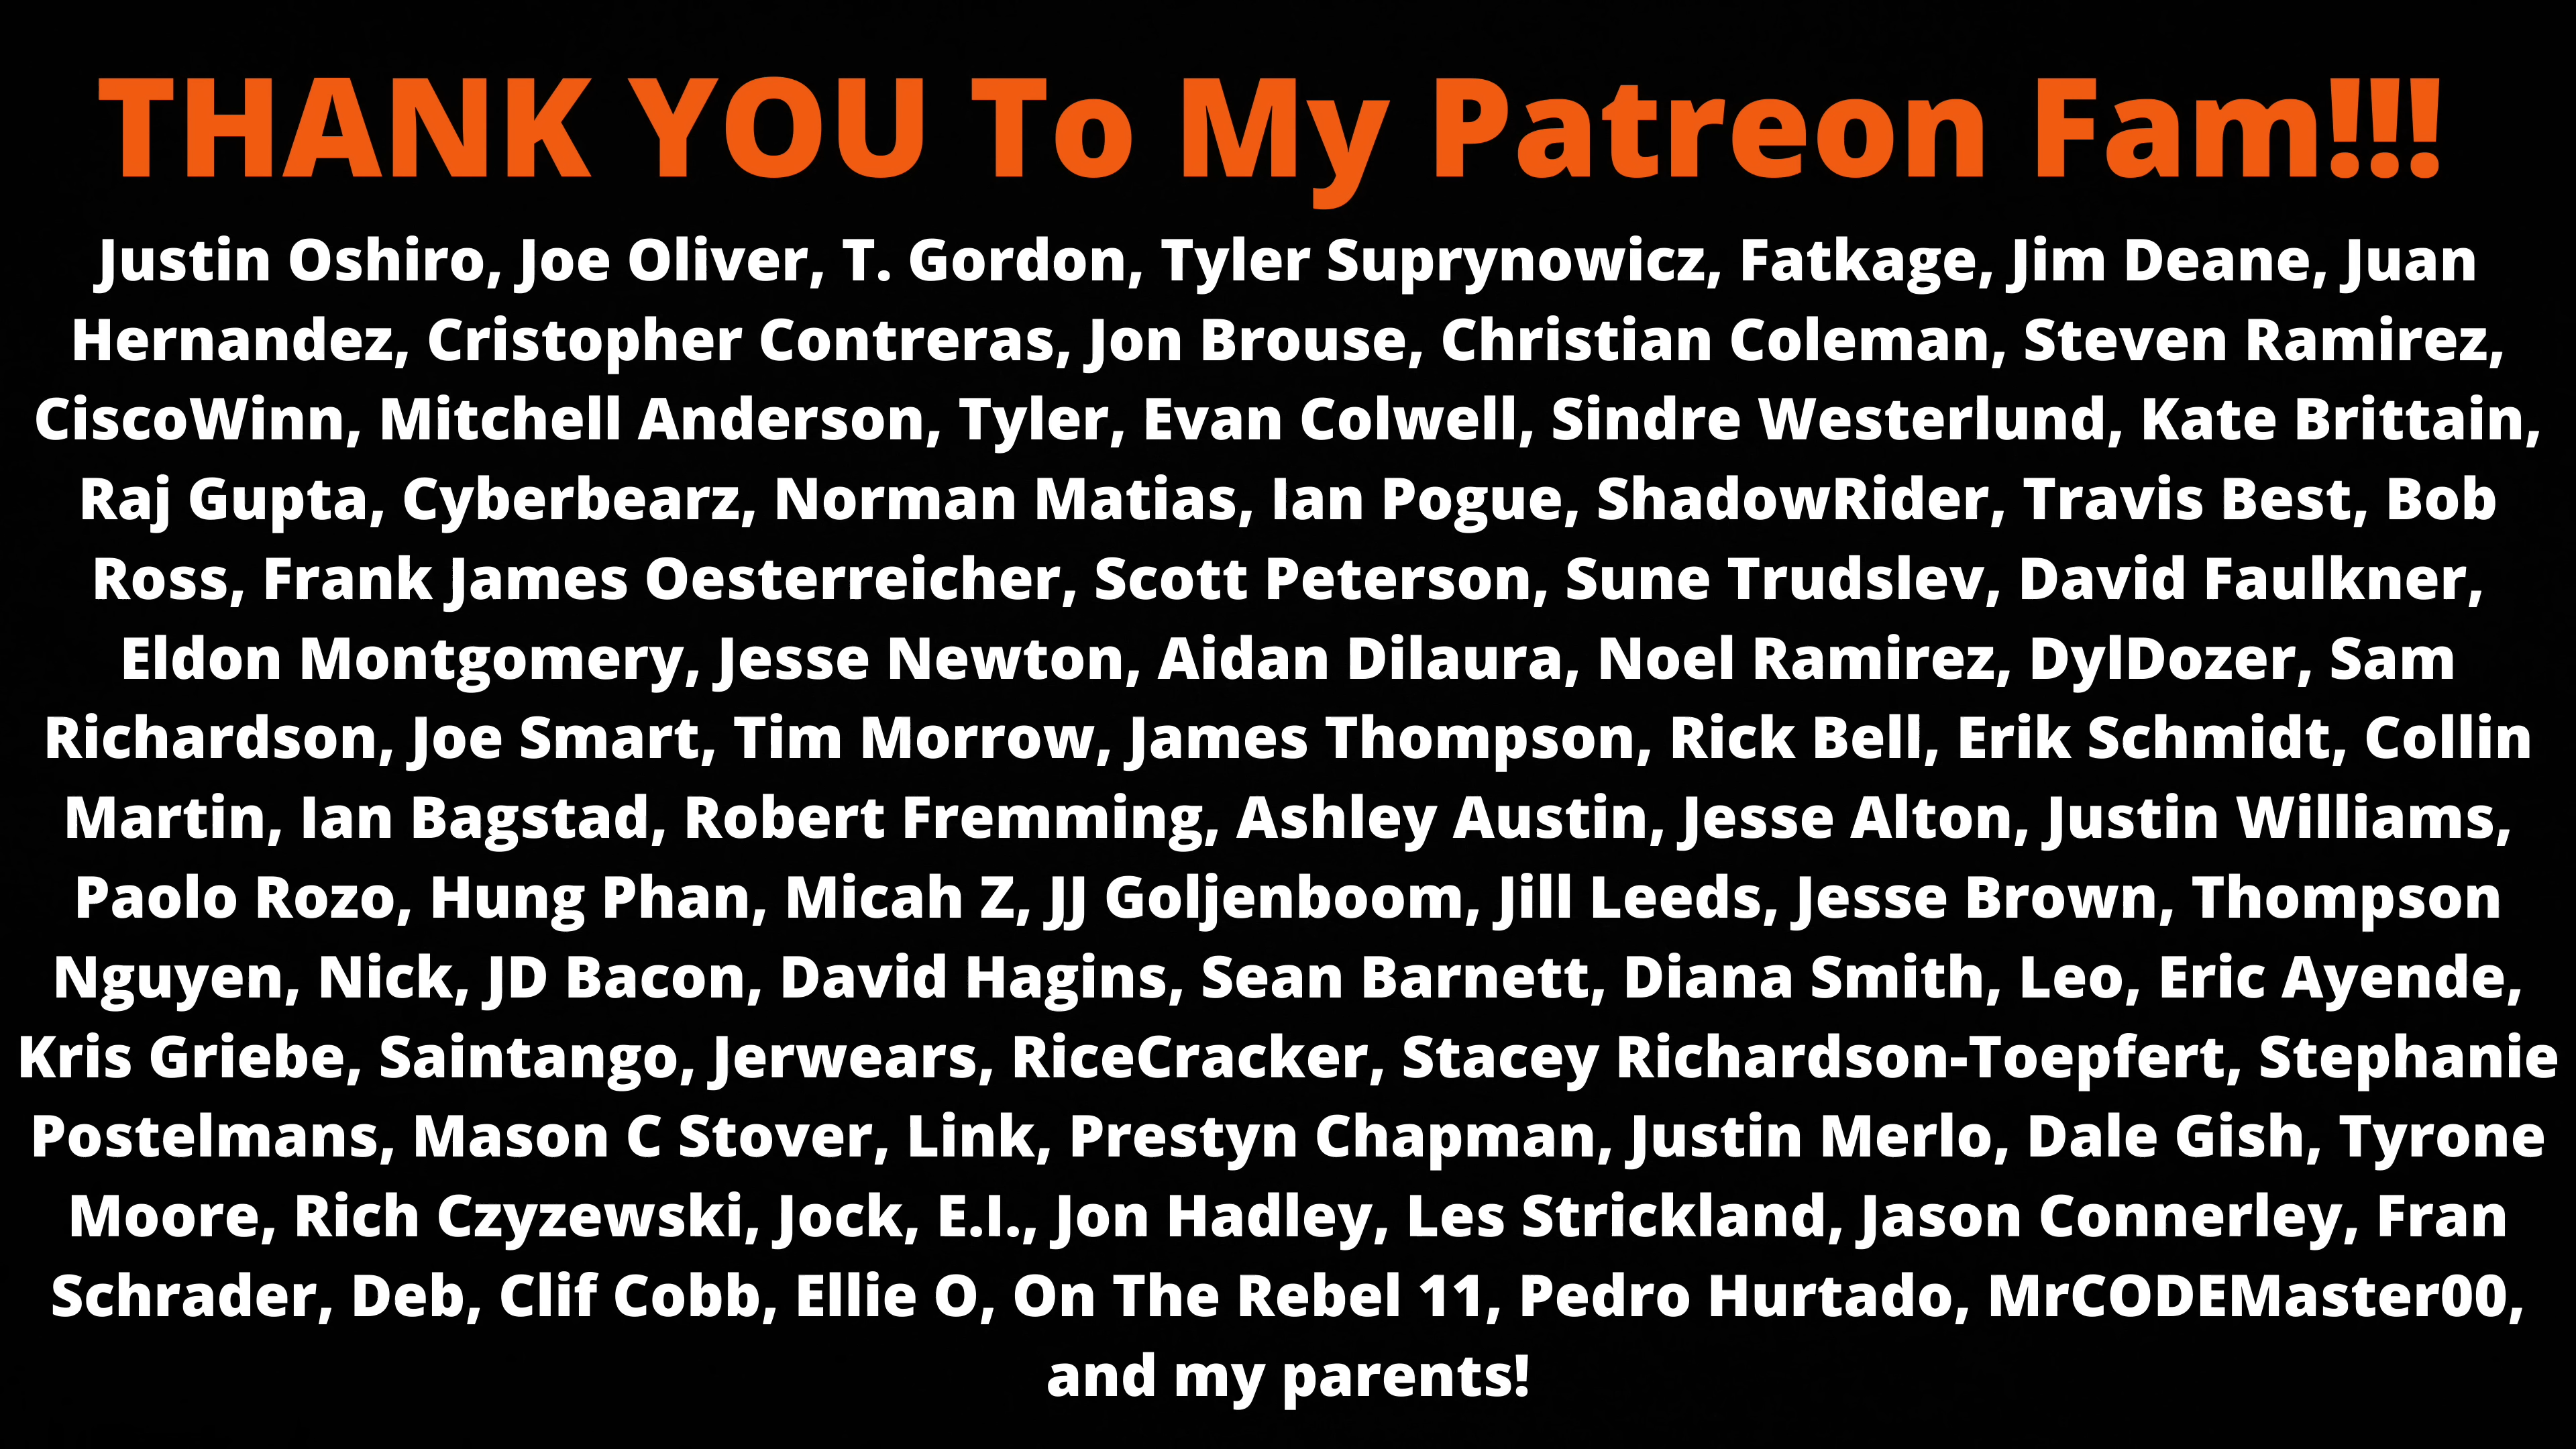 THANK YOU To My Patreon Fam!!!
Justin Oshiro, Joe Oliver, T. Gordon, Tyler Suprynowicz, Fatkage, Jim Deane, Juan
Hernandez, Cristopher Contreras, Jon Brouse, Christian Coleman, Steven Ramirez,
CiscoWinn, Mitchell Anderson, Tyler, Evan Colwell, Sindre Westerlund, Kate Brittain,
Raj Gupta, Cyberbearz, Norman Matias, Ian Pogue, ShadowRider, Travis Best, Bob
Ross, Frank James Oesterreicher, Scott Peterson, Sune Trudslev, David Faulkner,
Eldon Montgomery, Jesse Newton, Aidan Dilaura, Noel Ramirez, DylDozer, Sam
Richardson, Joe Smart, Tim Morrow, James Thompson, Rick Bell, Erik Schmidt, Collin
Martin, Ian Bagstad, Robert Fremming, Ashley Austin, Jesse Alton, Justin Williams,
Paolo Rozo, Hung Phan, Micah Z, JJ Goljenboom, Jill Leeds, Jesse Brown, Thompson
Nguyen, Nick, JD Bacon, David Hagins, Sean Barnett, Diana Smith, Leo, Eric Ayende,
Kris Griebe, Saintango, Jerwears, RiceCracker, Stacey Richardson-Toepfert, Stephanie
Postelmans, Mason C Stover, Link, Prestyn Chapman, Justin Merlo, Dale Gish, Tyrone
Moore, Rich Czyzewski, Jock, E.I., Jon Hadley, Les Strickland, Jason Connerley, Fran
Schrader, Deb, Clif Cobb, Ellie O, On The Rebel 11, Pedro Hurtado, MrCODEMaster00,
and my parents!